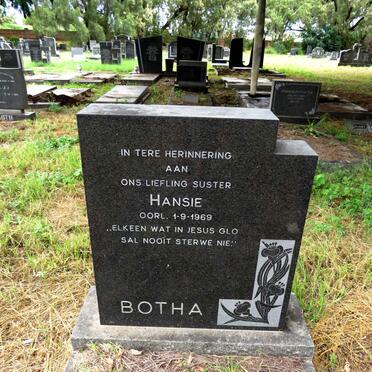 IN TERE HERINNERING
AAN
ONS LIEFLING SUSTER
HANSIE
OORL. 1-9-1969
„ELKEEN WAT IN JESUS GLO
SAL NOOIT STERWE NIE."
BOTHA